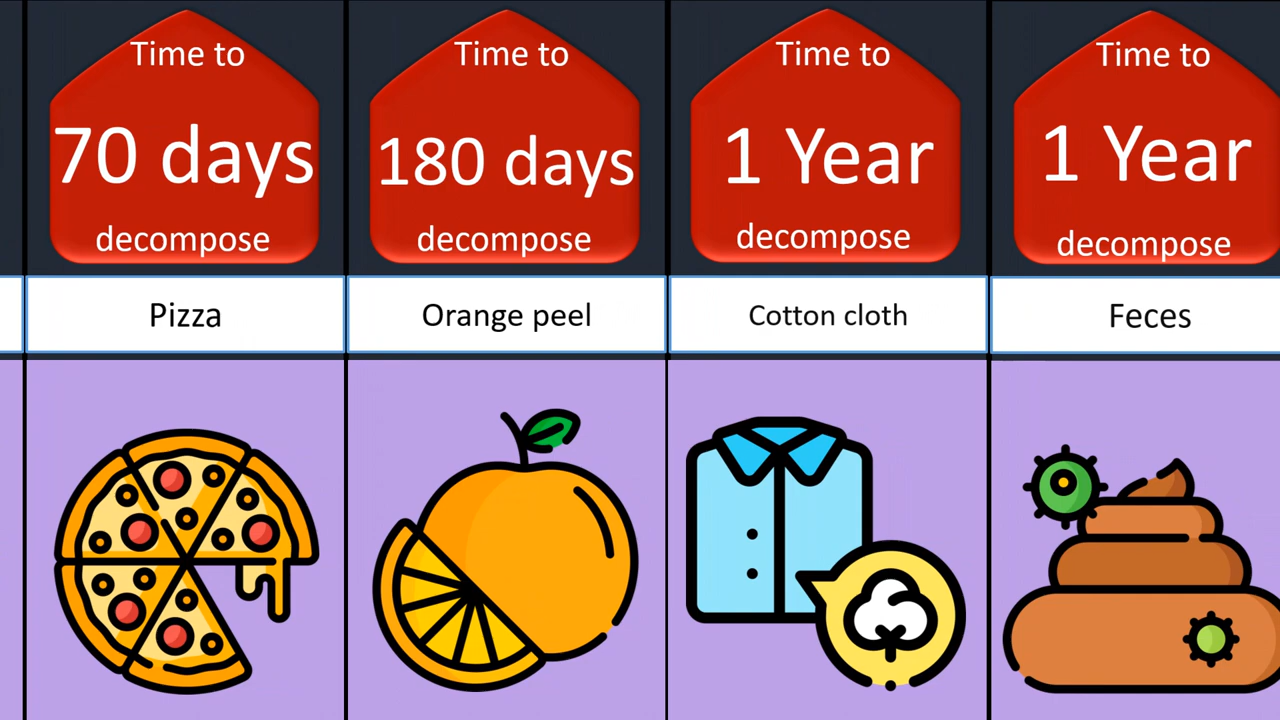 Time to
70 days
decompose
Pizza
Time to
180 days
decompose
Orange peel
Time to
1 Year
decompose
Cotton cloth
Time to
1 Year
decompose
Feces